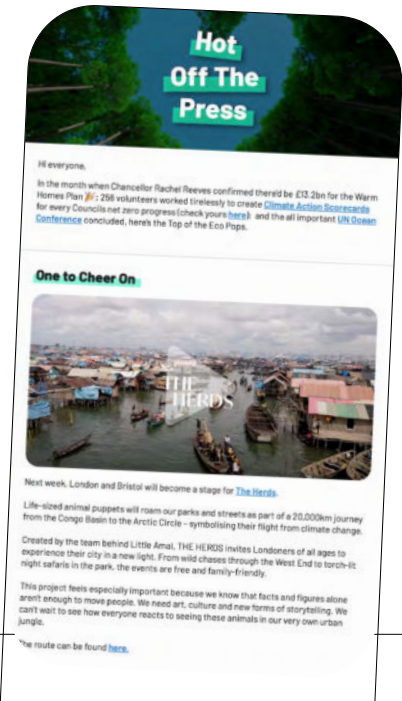 Hot
Off The
Press
Hi everyone,
In the month when Chancellor Rachel Reeves confirmed there'd be £13.2bn for the Warm
Homes Plan 🎉; 256 volunteers worked tirelessly to create Climate Action Scorecards
for every Councils net zero progress (check yours here); and the all important UN Ocean
Conference concluded, here's the Top of the Eco Pops.
One to Cheer On
THE
HERDS
Next week, London and Bristol will become a stage for The Herds.
Life-sized animal puppets will roam our parks and streets as part of a 20,000km journey
from the Congo Basin to the Arctic Circle – symbolising their flight from climate change.
Created by the team behind Little Amal, THE HERDS invites Londoners of all ages to
experience their city in a new light. From wild chases through the West End to torch-lit
night safaris in the park, the events are free and family-friendly.
This project feels especially important because we know that facts and figures alone
aren't enough to move people. We need art, culture and new forms of storytelling. We
can't wait to see how everyone reacts to seeing these animals in our very own urban
jungle.
The route can be found here.